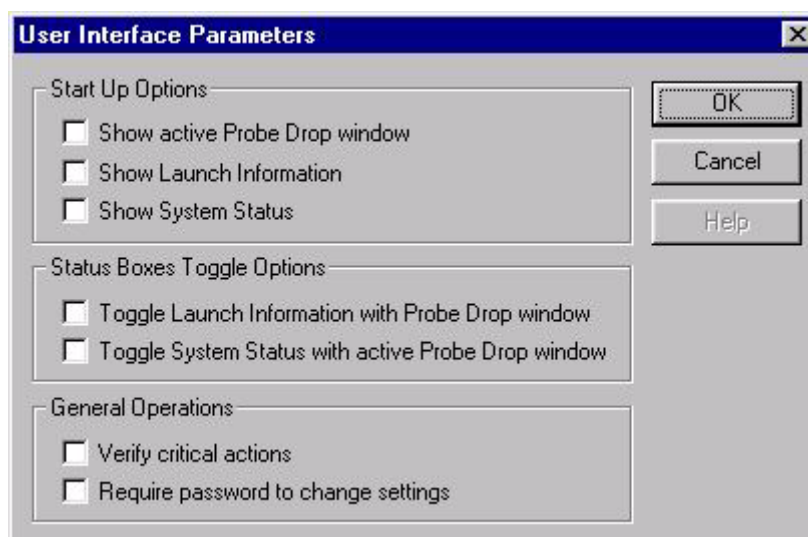 User Interface Parameters
Start Up Options
Show active Probe Drop window
Show Launch Information
Show System Status
Status Boxes Toggle Options
Toggle Launch Information with Probe Drop window
Toggle System Status with active Probe Drop window
General Operations
Verify critical actions
Require password to change settings
OK
Cancel
Help